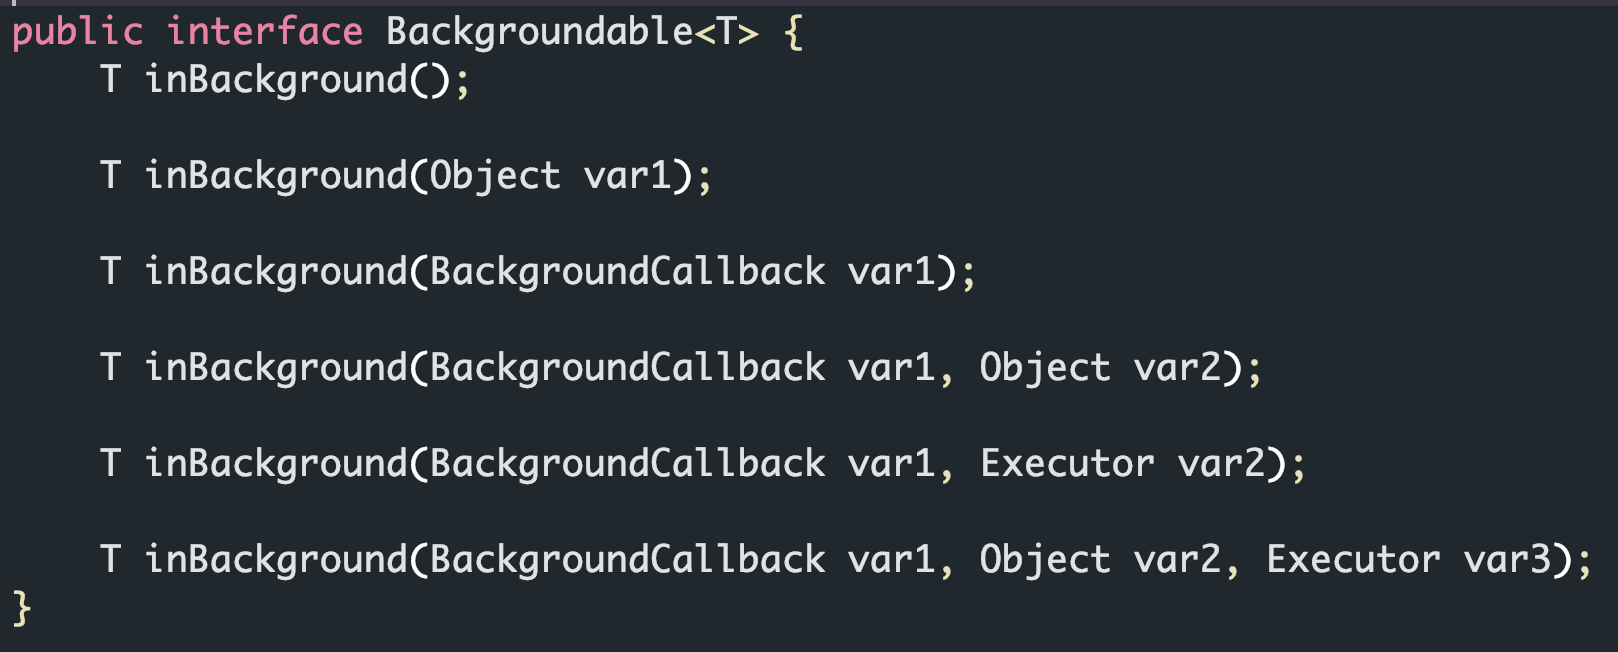 public interface Backgroundable<T> {
    T inBackground();
    T inBackground(Object var1);
    T inBackground(BackgroundCallback var1);
    T inBackground(BackgroundCallback var1, Object var2);
    T inBackground(BackgroundCallback var1, Executor var2);
    T inBackground(BackgroundCallback var1, Object var2, Executor var3);
}